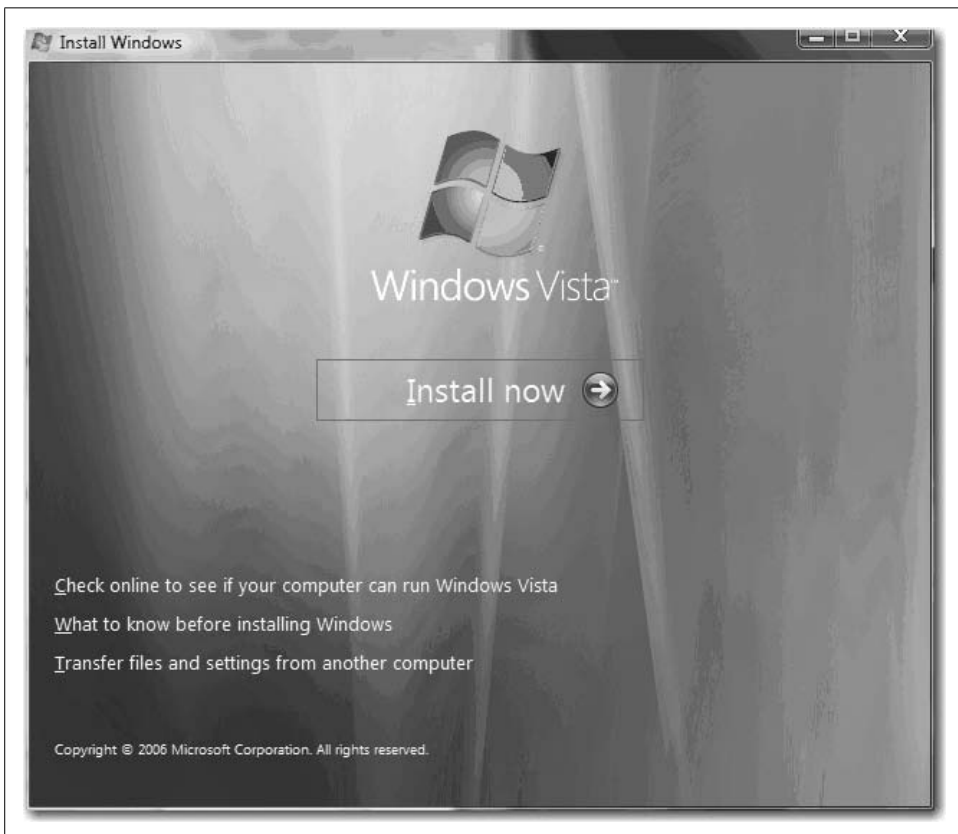 Install Windows
Windows Vista™
Install now
Check online to see if your computer can run Windows Vista
What to know before installing Windows
Transfer files and settings from another computer
Copyright © 2006 Microsoft Corporation. All rights reserved.